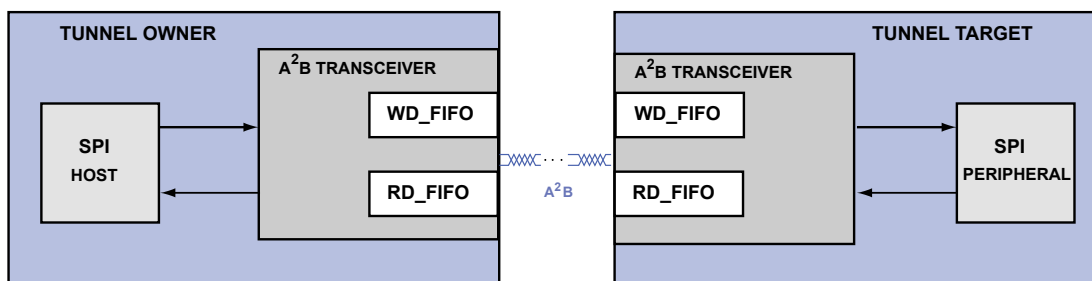 TUNNEL OWNER
A²B TRANSCEIVER
WD_FIFO
RD_FIFO
SPI
HOST
A²B
TUNNEL TARGET
A²B TRANSCEIVER
WD_FIFO
RD_FIFO
SPI
PERIPHERAL